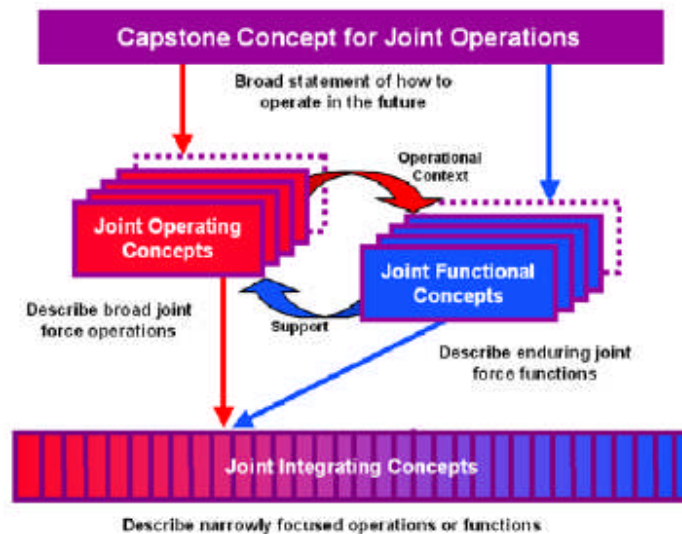 Capstone Concept for Joint Operations
Broad statement of how to
operate in the future
Operational
Context
Joint Operating
Concepts
Joint Functional
Concepts
Describe broad joint
force operations
Support
Describe enduring joint
force functions
Joint Integrating Concepts
Describe narrowly focused operations or functions